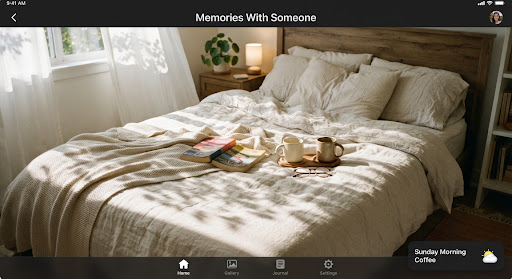 9:41 AM
Memories With Someone
Sunday Morning
Coffee
Home
Gallery
Journal
Settings